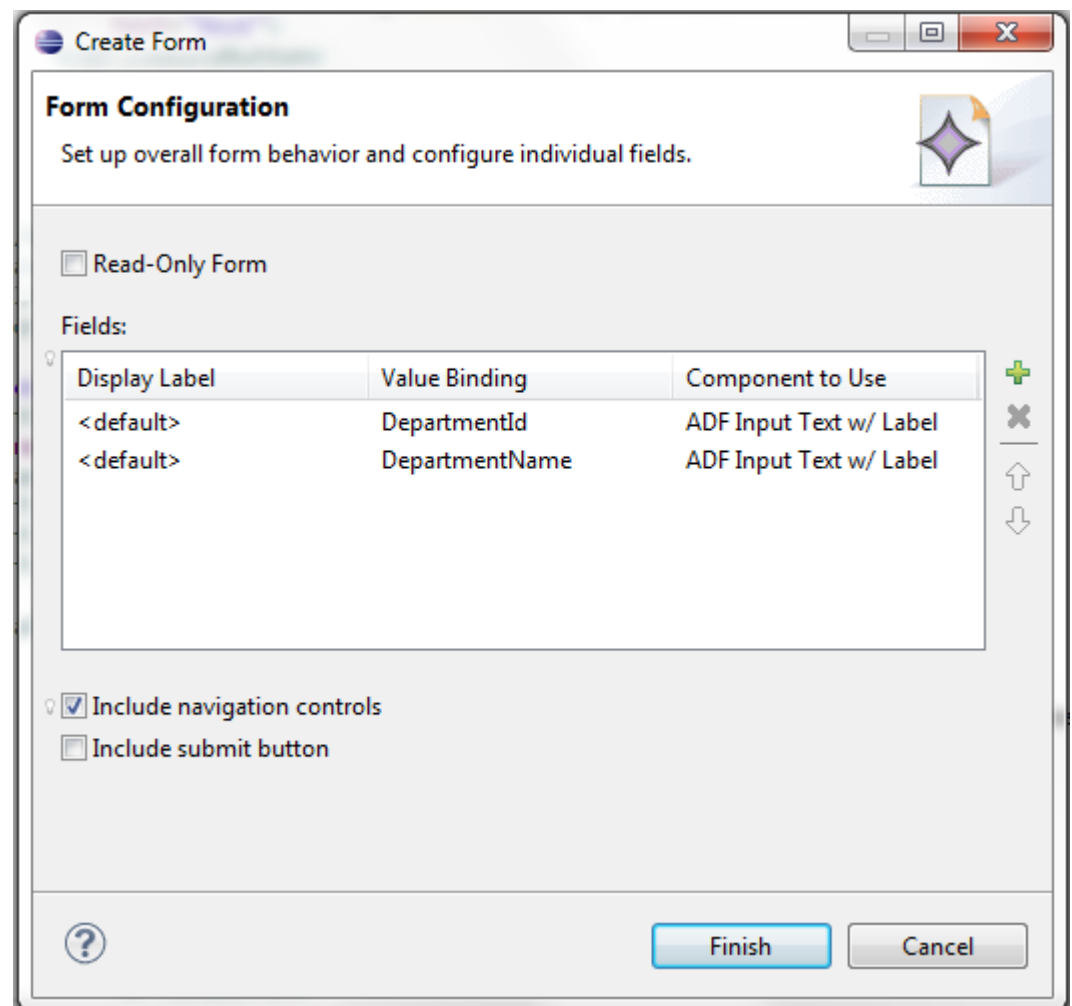 Create Form
Form Configuration
Set up overall form behavior and configure individual fields.
Read-Only Form
Fields:
Display Label Value Binding Component to Use
<default> DepartmentId ADF Input Text w/ Label
<default> DepartmentName ADF Input Text w/ Label
Include navigation controls
Include submit button
Finish Cancel